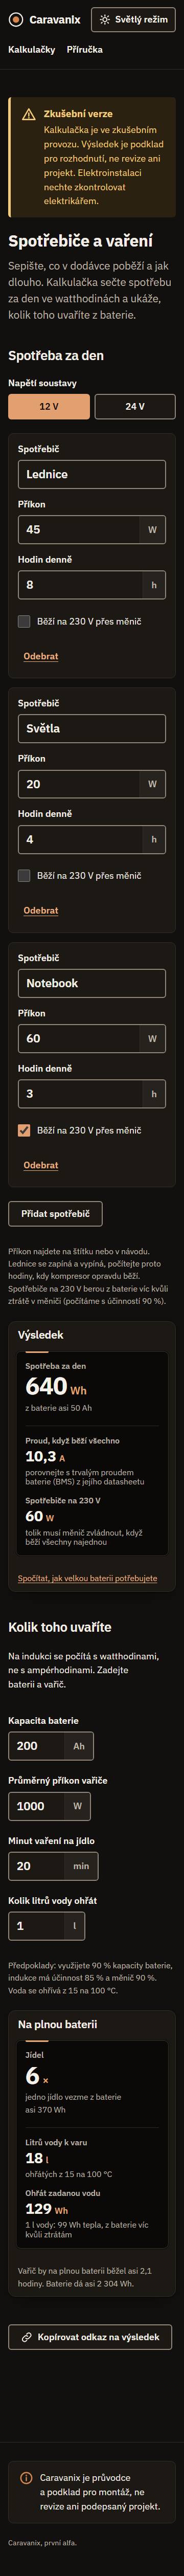 Caravanix
Světlý režim
Kalkulačky Příručka
Zkušební verze
Kalkulačka je ve zkušebním
provozu. Výsledek je podklad
pro rozhodnutí, ne revize ani
projekt. Elektroinstalaci
nechte zkontrolovat
elektrikářem.
Spotřebiče a vaření
Sepište, co v dodávce poběží a jak
dlouho. Kalkulačka sečte spotřebu
za den ve watthodinách a ukáže,
kolik toho uvaříte z baterie.
Spotřeba za den
Napětí soustavy
12 V 24 V
Spotřebič
Lednice
Příkon
45 W
Hodin denně
8 h
Běží na 230 V přes měnič
Odebrat
Spotřebič
Světla
Příkon
20 W
Hodin denně
4 h
Běží na 230 V přes měnič
Odebrat
Spotřebič
Notebook
Příkon
60 W
Hodin denně
3 h
Běží na 230 V přes měnič
Odebrat
Přidat spotřebič
Příkon najdete na štítku nebo v návodu.
Lednice se zapíná a vypíná, počítejte proto
hodiny, kdy kompresor opravdu běží.
Spotřebiče na 230 V berou z baterie víc kvůli
ztrátě v měniči (počítáme s účinností 90 %).
Výsledek
Spotřeba za den
640 Wh
z baterie asi 50 Ah
Proud, když běží všechno
10,3 A
porovnejte s trvalým proudem
baterie (BMS) z jejího datasheetu
Spotřebiče na 230 V
60 W
tolik musí měnič zvládnout, když
běží všechny najednou
Spočítat, jak velkou baterii potřebujete
Kolik toho uvaříte
Na indukci se počítá s watthodinami,
ne s ampérhodinami. Zadejte
baterii a vařič.
Kapacita baterie
200 Ah
Průměrný příkon vařiče
1000 W
Minut vaření na jídlo
20 min
Kolik litrů vody ohřát
1 l
Předpoklady: využijete 90 % kapacity baterie,
indukce má účinnost 85 % a měnič 90 %.
Voda se ohřívá z 15 na 100 °C.
Na plnou baterii
Jídel
6 ×
jedno jídlo vezme z baterie
asi 370 Wh
Litrů vody k varu
18 l
ohřátých z 15 na 100 °C
Ohřát zadanou vodu
129 Wh
1 l vody: 99 Wh tepla, z baterie víc
kvůli ztrátám
Vařič by na plnou baterii běžel asi 2,1
hodiny. Baterie dá asi 2 304 Wh.
Kopírovat odkaz na výsledek
Caravanix je průvodce
a podklad pro montáž, ne
revize ani podepsaný projekt.
Caravanix, první alfa.